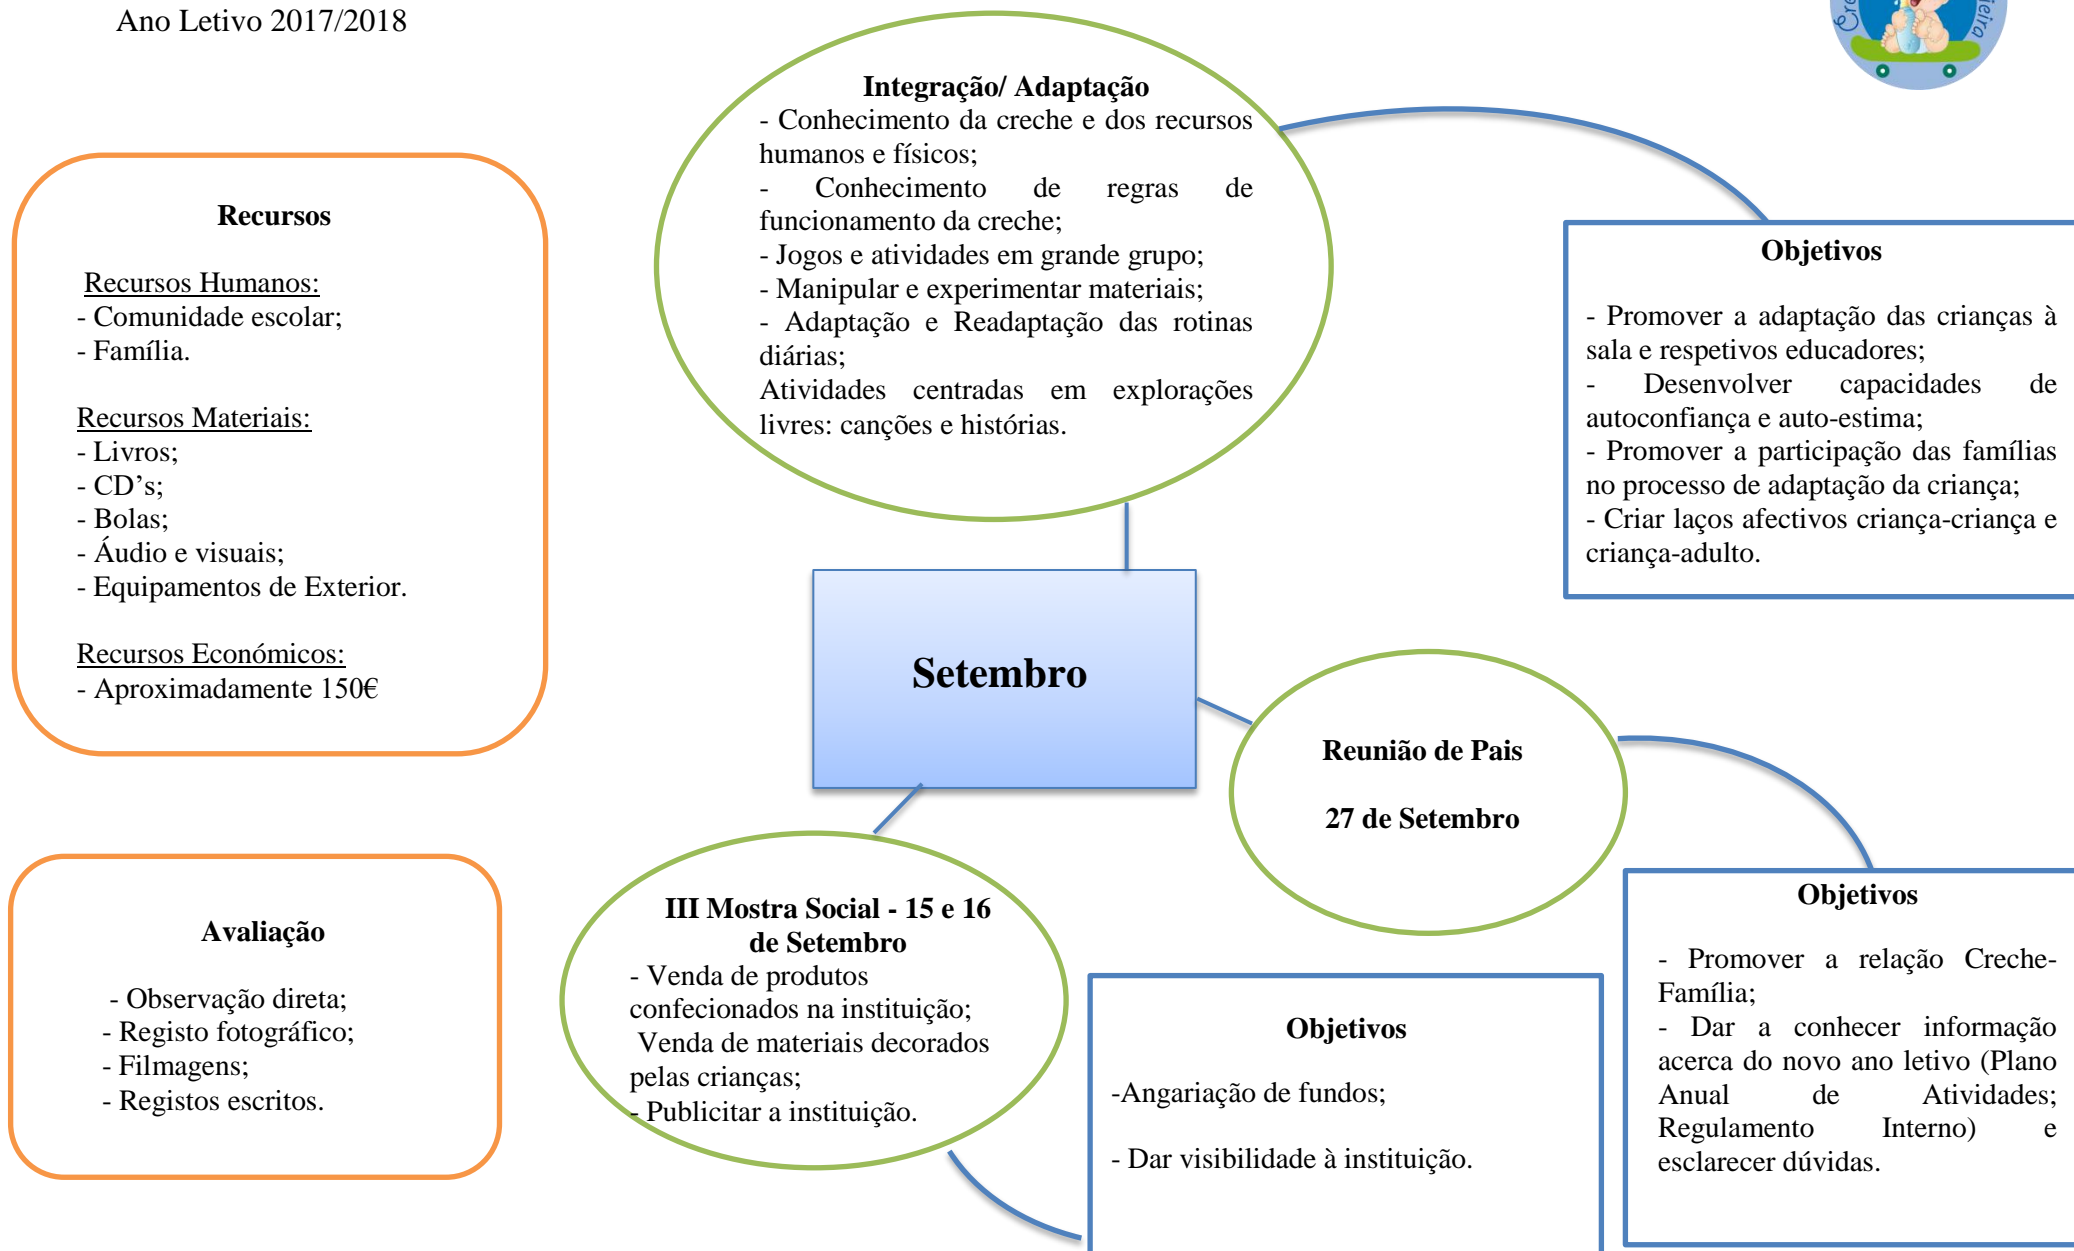 Ano Letivo 2017/2018
Integração/ Adaptação
- Conhecimento da creche e dos recursos
humanos e físicos;
- Conhecimento de regras de
funcionamento da creche;
- Jogos e atividades em grande grupo;
- Manipular e experimentar materiais;
- Adaptação e Readaptação das rotinas
diárias;
Atividades centradas em explorações
livres: canções e histórias.
Recursos
Recursos Humanos:
- Comunidade escolar;
- Família.
Recursos Materiais:
- Livros;
- CD’s;
- Bolas;
- Áudio e visuais;
- Equipamentos de Exterior.
Recursos Económicos:
- Aproximadamente 150€
Objetivos
- Promover a adaptação das crianças à
sala e respetivos educadores;
- Desenvolver capacidades de
autoconfiança e auto-estima;
- Promover a participação das famílias
no processo de adaptação da criança;
- Criar laços afectivos criança-criança e
criança-adulto.
Setembro
Reunião de Pais
27 de Setembro
Avaliação
- Observação direta;
- Registo fotográfico;
- Filmagens;
- Registos escritos.
III Mostra Social - 15 e 16
de Setembro
- Venda de produtos
confecionados na instituição;
Venda de materiais decorados
pelas crianças;
- Publicitar a instituição.
Objetivos
-Angariação de fundos;
- Dar visibilidade à instituição.
Objetivos
- Promover a relação Creche-
Família;
- Dar a conhecer informação
acerca do novo ano letivo (Plano
Anual de Atividades;
Regulamento Interno) e
esclarecer dúvidas.